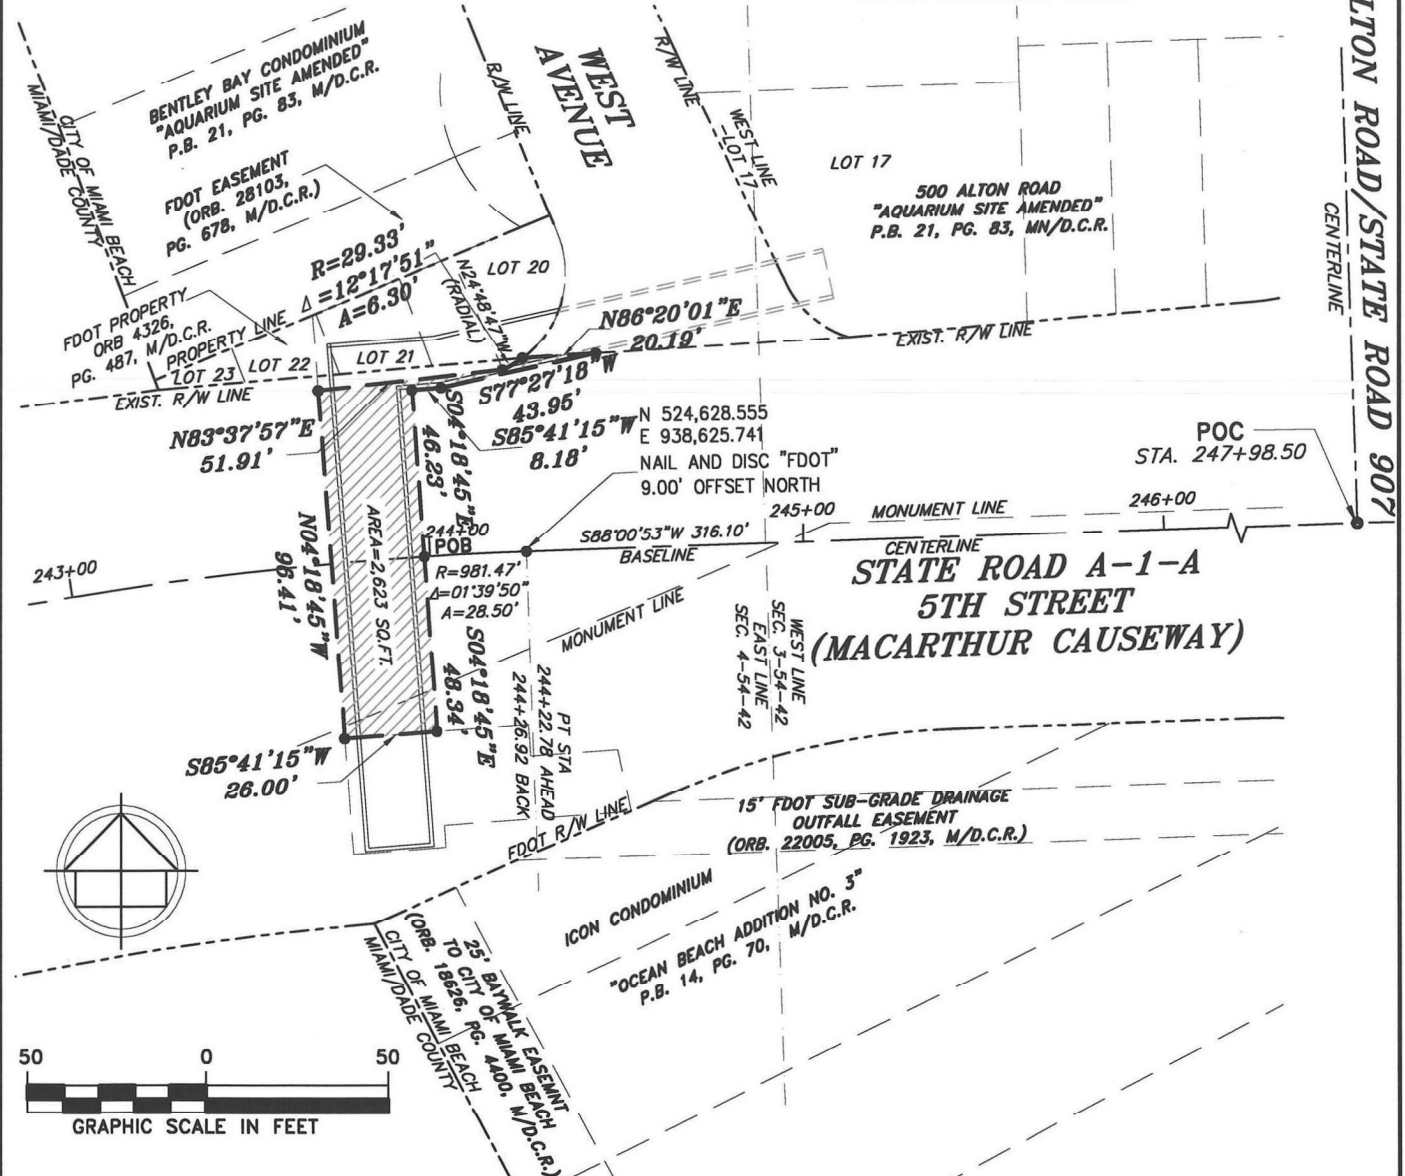 BENTLEY BAY CONDOMINIUM
"AQUARIUM SITE AMENDED"
P.B. 21, PG. 83, M/D.C.R.
CITY OF MIAMI BEACH
MIAMI/DADE COUNTY
FDOT EASEMENT
(ORB. 28103,
PG. 678, M/D.C.R.)
R/W LINE
WEST
AVENUE
R/W LINE
WEST LINE
-LOT 17-
LOT 17
500 ALTON ROAD
"AQUARIUM SITE AMENDED"
P.B. 21, PG. 83, MN/D.C.R.
LTON ROAD/STATE ROAD 907
CENTERLINE
R=29.33'
Δ =12°17'51"
A=6.30'
N24°48'47"W
(RADIAL)
LOT 20
FDOT PROPERTY
ORB 4326,
PG. 487, M/D.C.R.
PROPERTY LINE
LOT 23
LOT 22
LOT 21
EXIST. R/W LINE
N86°20'01"E
20.19'
EXIST. R/W LINE
S77°27'18"W
43.95'
S85°41'15"W
8.18'
N83°37'57"E
51.91'
S04°18'45"E
46.23'
N 524,628.555
E 938,625.741
NAIL AND DISC "FDOT"
9.00' OFFSET NORTH
POC
STA. 247+98.50
246+00
245+00
MONUMENT LINE
244+00
POB
S88°00'53"W 316.10'
BASELINE
CENTERLINE
STATE ROAD A-1-A
5TH STREET
(MACARTHUR CAUSEWAY)
243+00
N04°18'45"W
96.41'
AREA=2,623 SQ.FT.
R=981.47'
Δ=01°39'50"
A=28.50'
MONUMENT LINE
S04°18'45"E
48.34'
WEST LINE
SEC. 3-54-42
EAST LINE
SEC. 4-54-42
PT STA
244+22.78 AHEAD
244+26.92 BACK
S85°41'15"W
26.00'
FDOT R/W LINE
15' FDOT SUB-GRADE DRAINAGE
OUTFALL EASEMENT
(ORB. 22005, PG. 1923, M/D.C.R.)
ICON CONDOMINIUM
"OCEAN BEACH ADDITION NO. 3"
P.B. 14, PG. 70, M/D.C.R.
25' BAYWALK EASEMNT
TO CITY OF MIAMI BEACH
(ORB. 18626, PG. 4400, M/D.C.R.)
CITY OF MIAMI BEACH
MIAMI/DADE COUNTY
50 0 50
GRAPHIC SCALE IN FEET